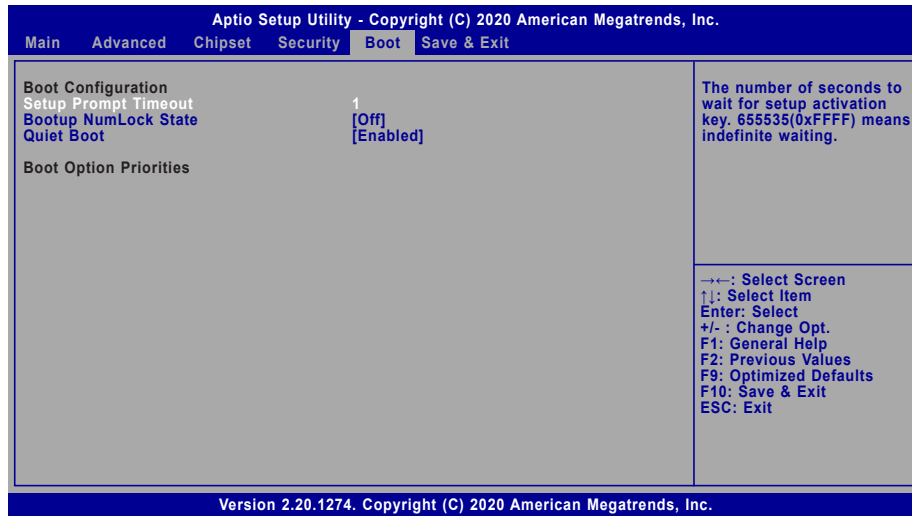 Aptio Setup Utility - Copyright (C) 2020 American Megatrends, Inc.
Main Advanced Chipset Security Boot Save & Exit
Boot Configuration
Setup Prompt Timeout 1
Bootup NumLock State [Off]
Quiet Boot [Enabled]
Boot Option Priorities
The number of seconds to
wait for setup activation
key. 655535(0xFFFF) means
indefinite waiting.
→←: Select Screen
↑↓: Select Item
Enter: Select
+/- : Change Opt.
F1: General Help
F2: Previous Values
F9: Optimized Defaults
F10: Save & Exit
ESC: Exit
Version 2.20.1274. Copyright (C) 2020 American Megatrends, Inc.